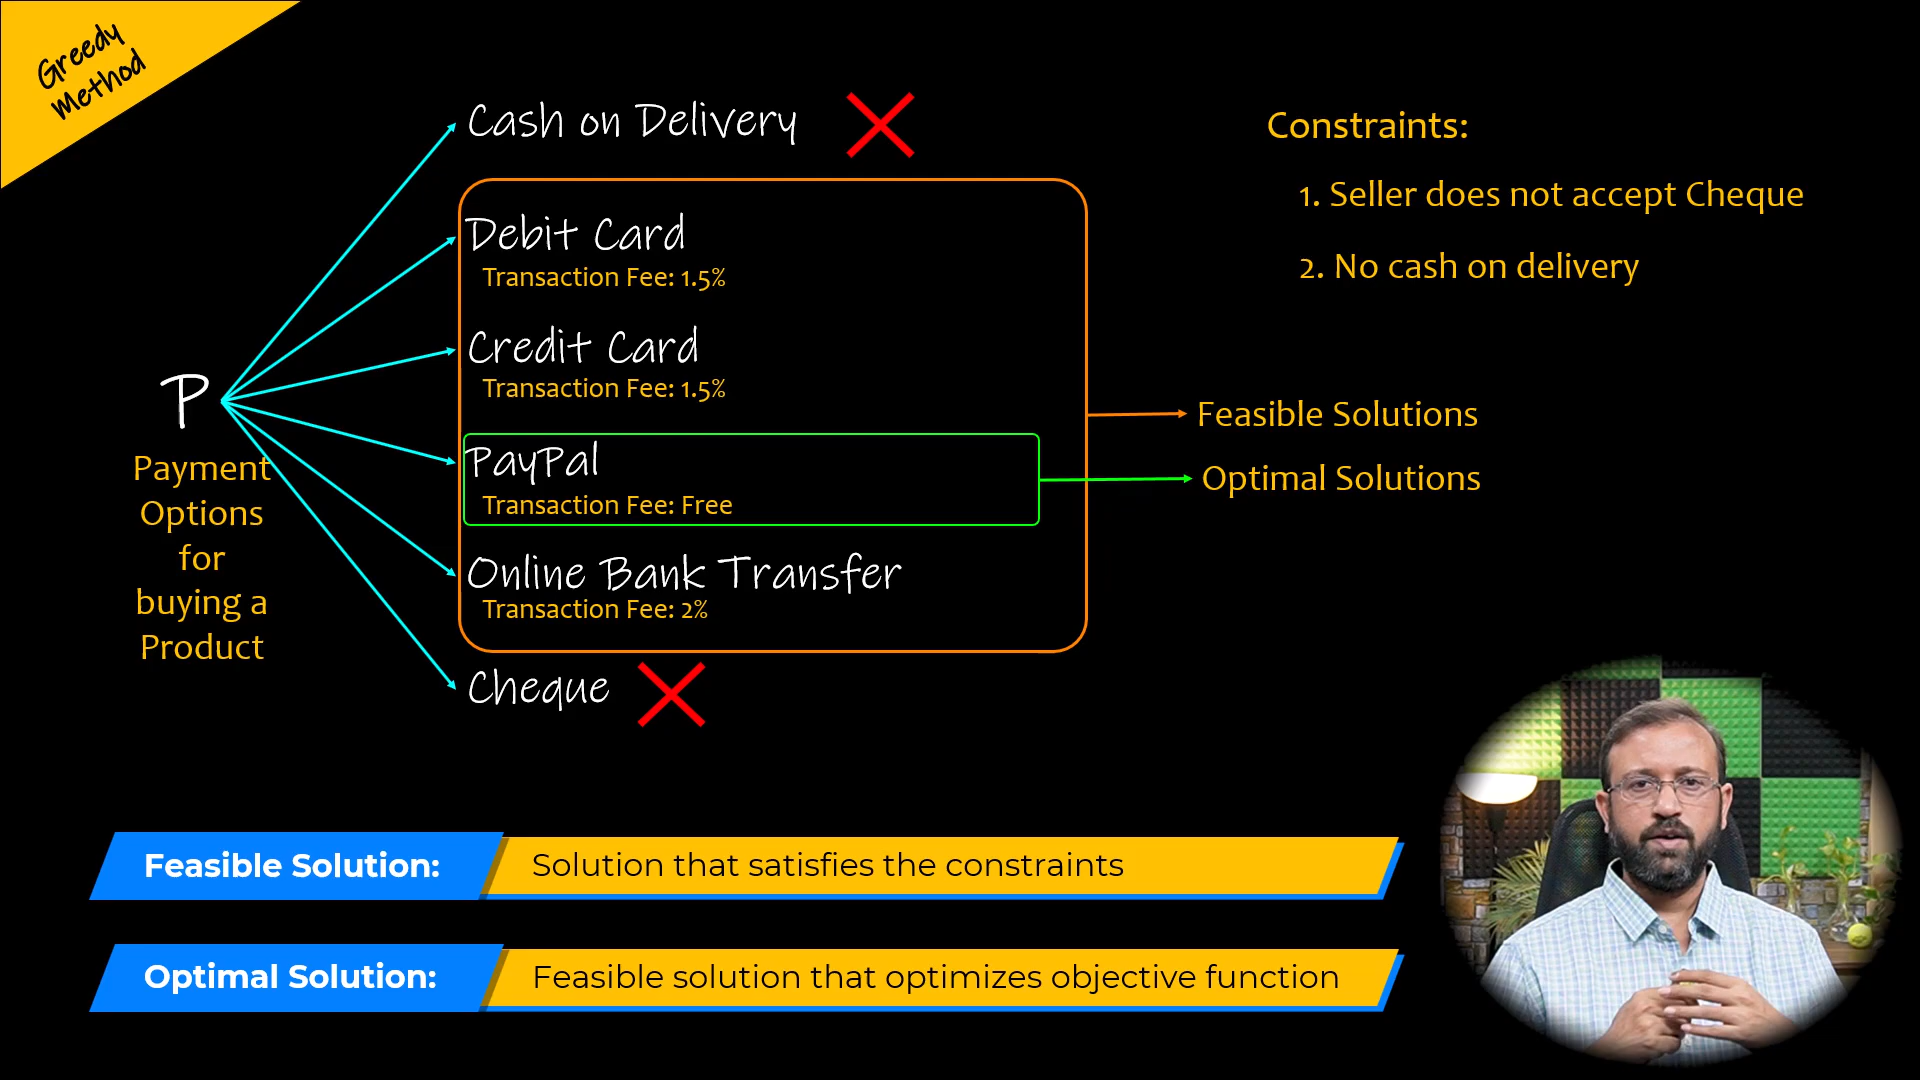 Greedy
Method
Cash on Delivery
Debit Card
Transaction Fee: 1.5%
Credit Card
Transaction Fee: 1.5%
PayPal
Transaction Fee: Free
Online Bank Transfer
Transaction Fee: 2%
Cheque
P
Payment
Options
for
buying a
Product
Constraints:
1. Seller does not accept Cheque
2. No cash on delivery
Feasible Solutions
Optimal Solutions
Feasible Solution: Solution that satisfies the constraints
Optimal Solution: Feasible solution that optimizes objective function